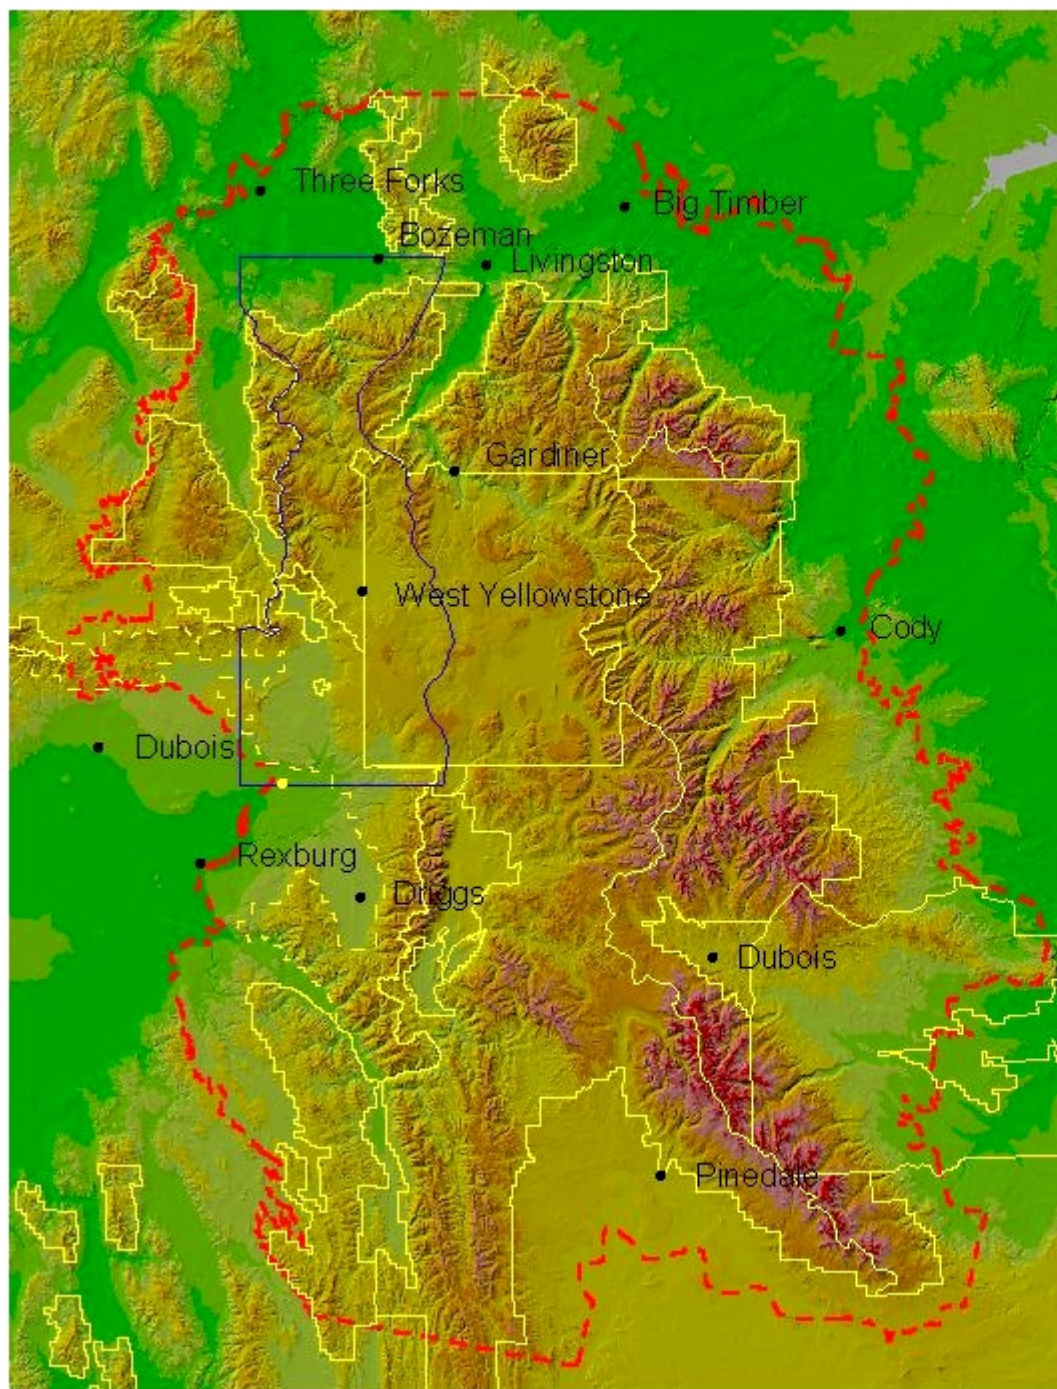 Three Forks
Big Timber
Bozeman
Livingston
Gardiner
West Yellowstone
Cody
Dubois
Rexburg
Driggs
Dubois
Pinedale